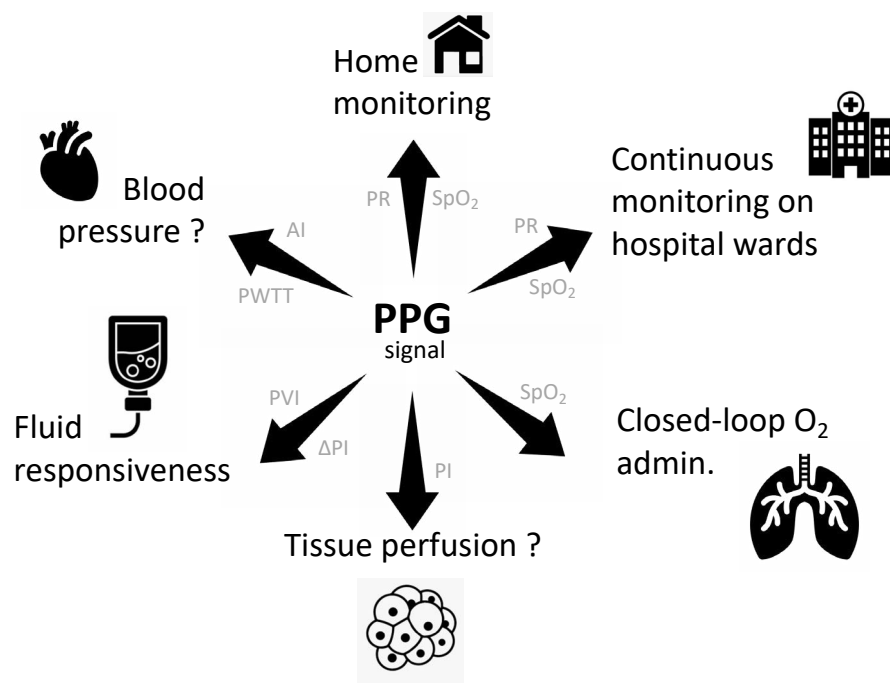 Home
monitoring
PR
SpO₂
Continuous
monitoring on
hospital wards
PR
SpO₂
Blood
pressure ?
AI
PWTT
PPG
signal
SpO₂
Closed-loop O₂
admin.
PVI
ΔPI
Fluid
responsiveness
PI
Tissue perfusion ?